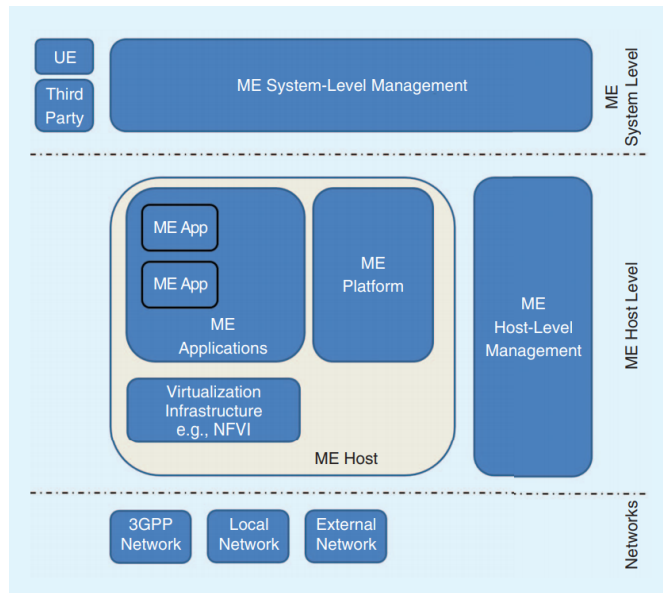 UE
Third
Party
ME System-Level Management
ME
System Level
ME App
ME App
ME
Applications
ME
Platform
Virtualization
Infrastructure
e.g., NFVI
ME Host
ME
Host-Level
Management
ME Host Level
3GPP
Network
Local
Network
External
Network
Networks